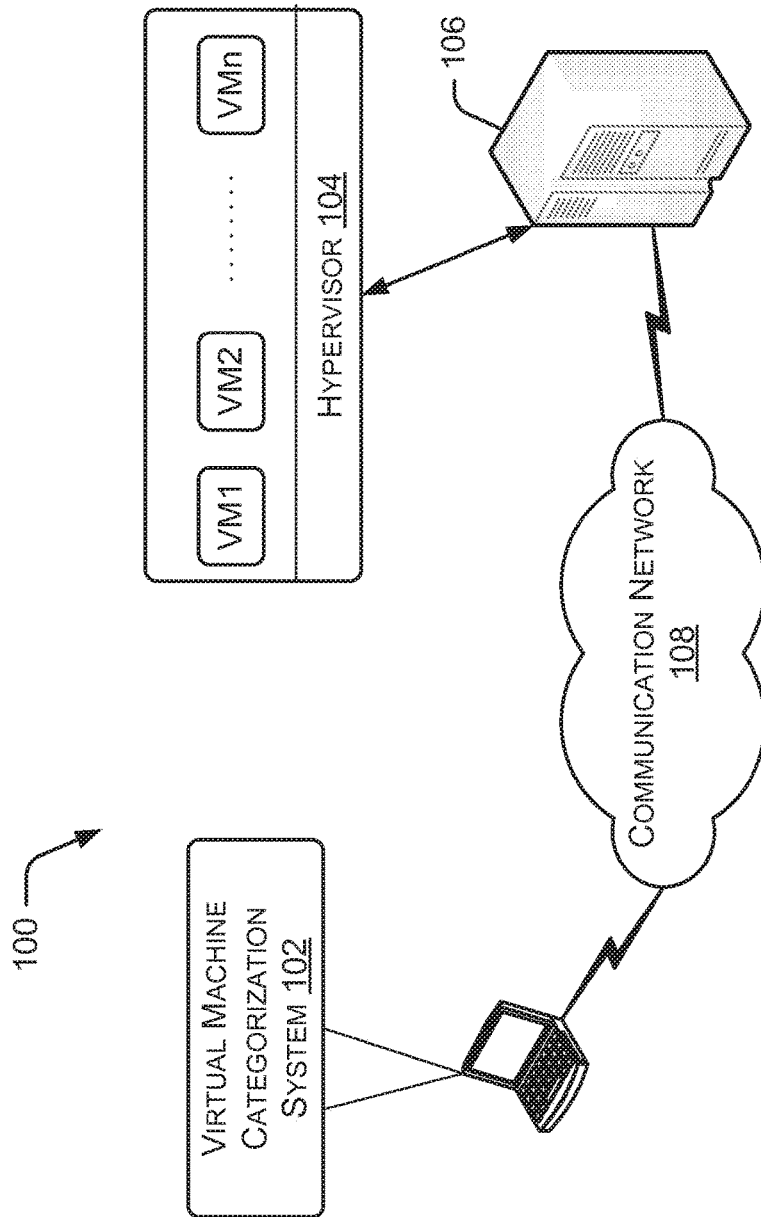 100
VIRTUAL MACHINE
CATEGORIZATION
SYSTEM 102
VM1
VM2
.......
VMn
HYPERVISOR 104
106
COMMUNICATION NETWORK
108